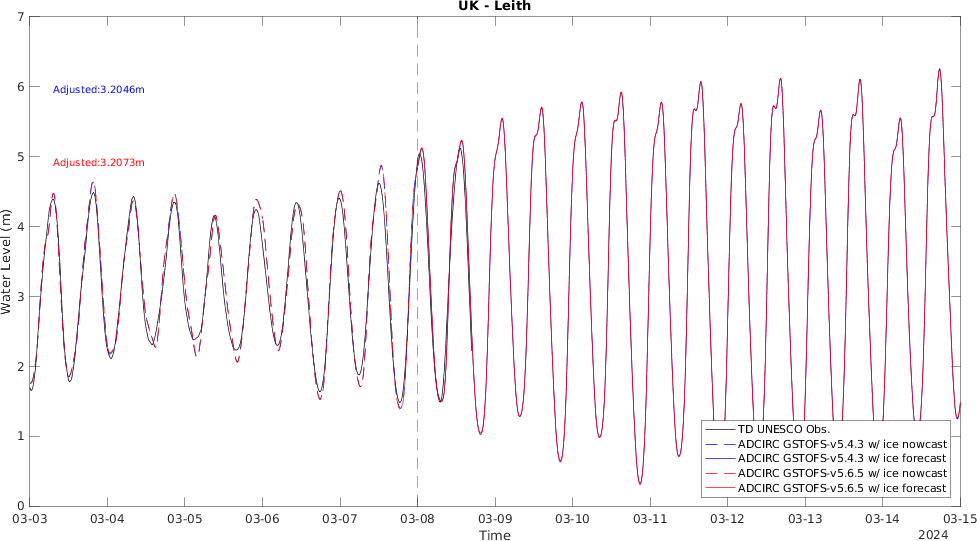 UK - Leith
7
6
5
4
3
2
1
0
Water Level (m)
Adjusted:3.2046m
Adjusted:3.2073m
TD UNESCO Obs.
ADCIRC GSTOFS-v5.4.3 w/ ice nowcast
ADCIRC GSTOFS-v5.4.3 w/ ice forecast
ADCIRC GSTOFS-v5.6.5 w/ ice nowcast
ADCIRC GSTOFS-v5.6.5 w/ ice forecast
03-03 03-04 03-05 03-06 03-07 03-08 03-09 03-10 03-11 03-12 03-13 03-14 03-15
Time
2024